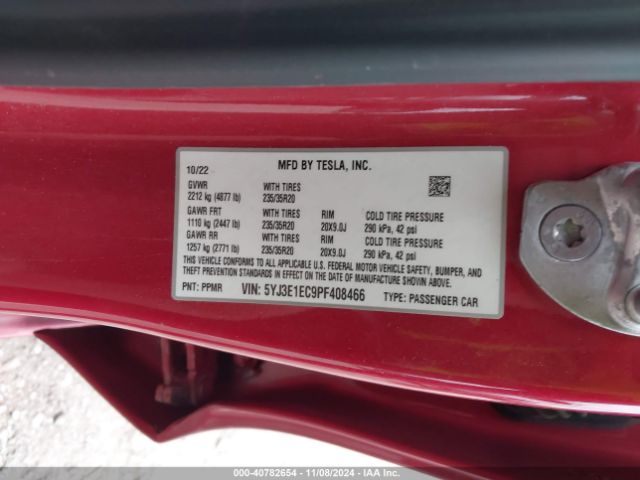 10/22 MFD BY TESLA, INC.
GVWR WITH TIRES
2212 kg (4877 lb) 235/35R20
GAWR FRT WITH TIRES RIM COLD TIRE PRESSURE
1110 kg (2447 lb) 235/35R20 20X9.0J 290 kPa, 42 psi
GAWR RR WITH TIRES RIM COLD TIRE PRESSURE
1257 kg (2771 lb) 235/35R20 20X9.0J 290 kPa, 42 psi
THIS VEHICLE CONFORMS TO ALL APPLICABLE U.S. FEDERAL MOTOR VEHICLE SAFETY, BUMPER, AND
THEFT PREVENTION STANDARDS IN EFFECT ON THE DATE OF MANUFACTURE SHOWN ABOVE.
PNT: PPMR VIN: 5YJ3E1EC9PF408466 TYPE: PASSENGER CAR
000-40782654 - 11/08/2024 - IAA Inc.